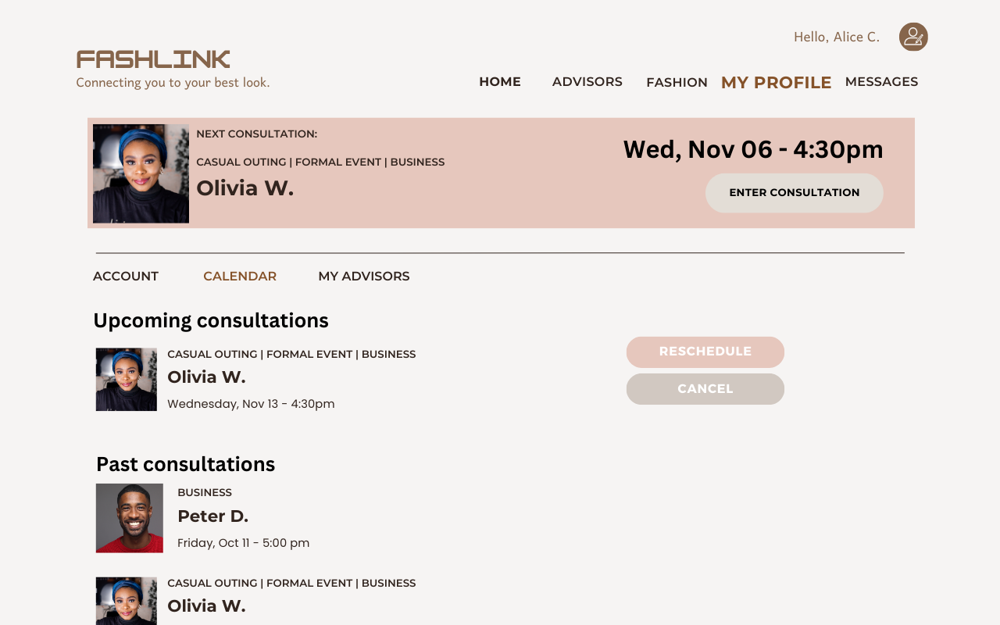 Hello, Alice C.
FASHLINK
Connecting you to your best look.
HOME ADVISORS FASHION MY PROFILE MESSAGES
NEXT CONSULTATION:
CASUAL OUTING | FORMAL EVENT | BUSINESS
Olivia W.
Wed, Nov 06 - 4:30pm
ENTER CONSULTATION
ACCOUNT CALENDAR MY ADVISORS
Upcoming consultations
CASUAL OUTING | FORMAL EVENT | BUSINESS
Olivia W.
Wednesday, Nov 13 - 4:30pm
RESCHEDULE
CANCEL
Past consultations
BUSINESS
Peter D.
Friday, Oct 11 - 5:00 pm
CASUAL OUTING | FORMAL EVENT | BUSINESS
Olivia W.